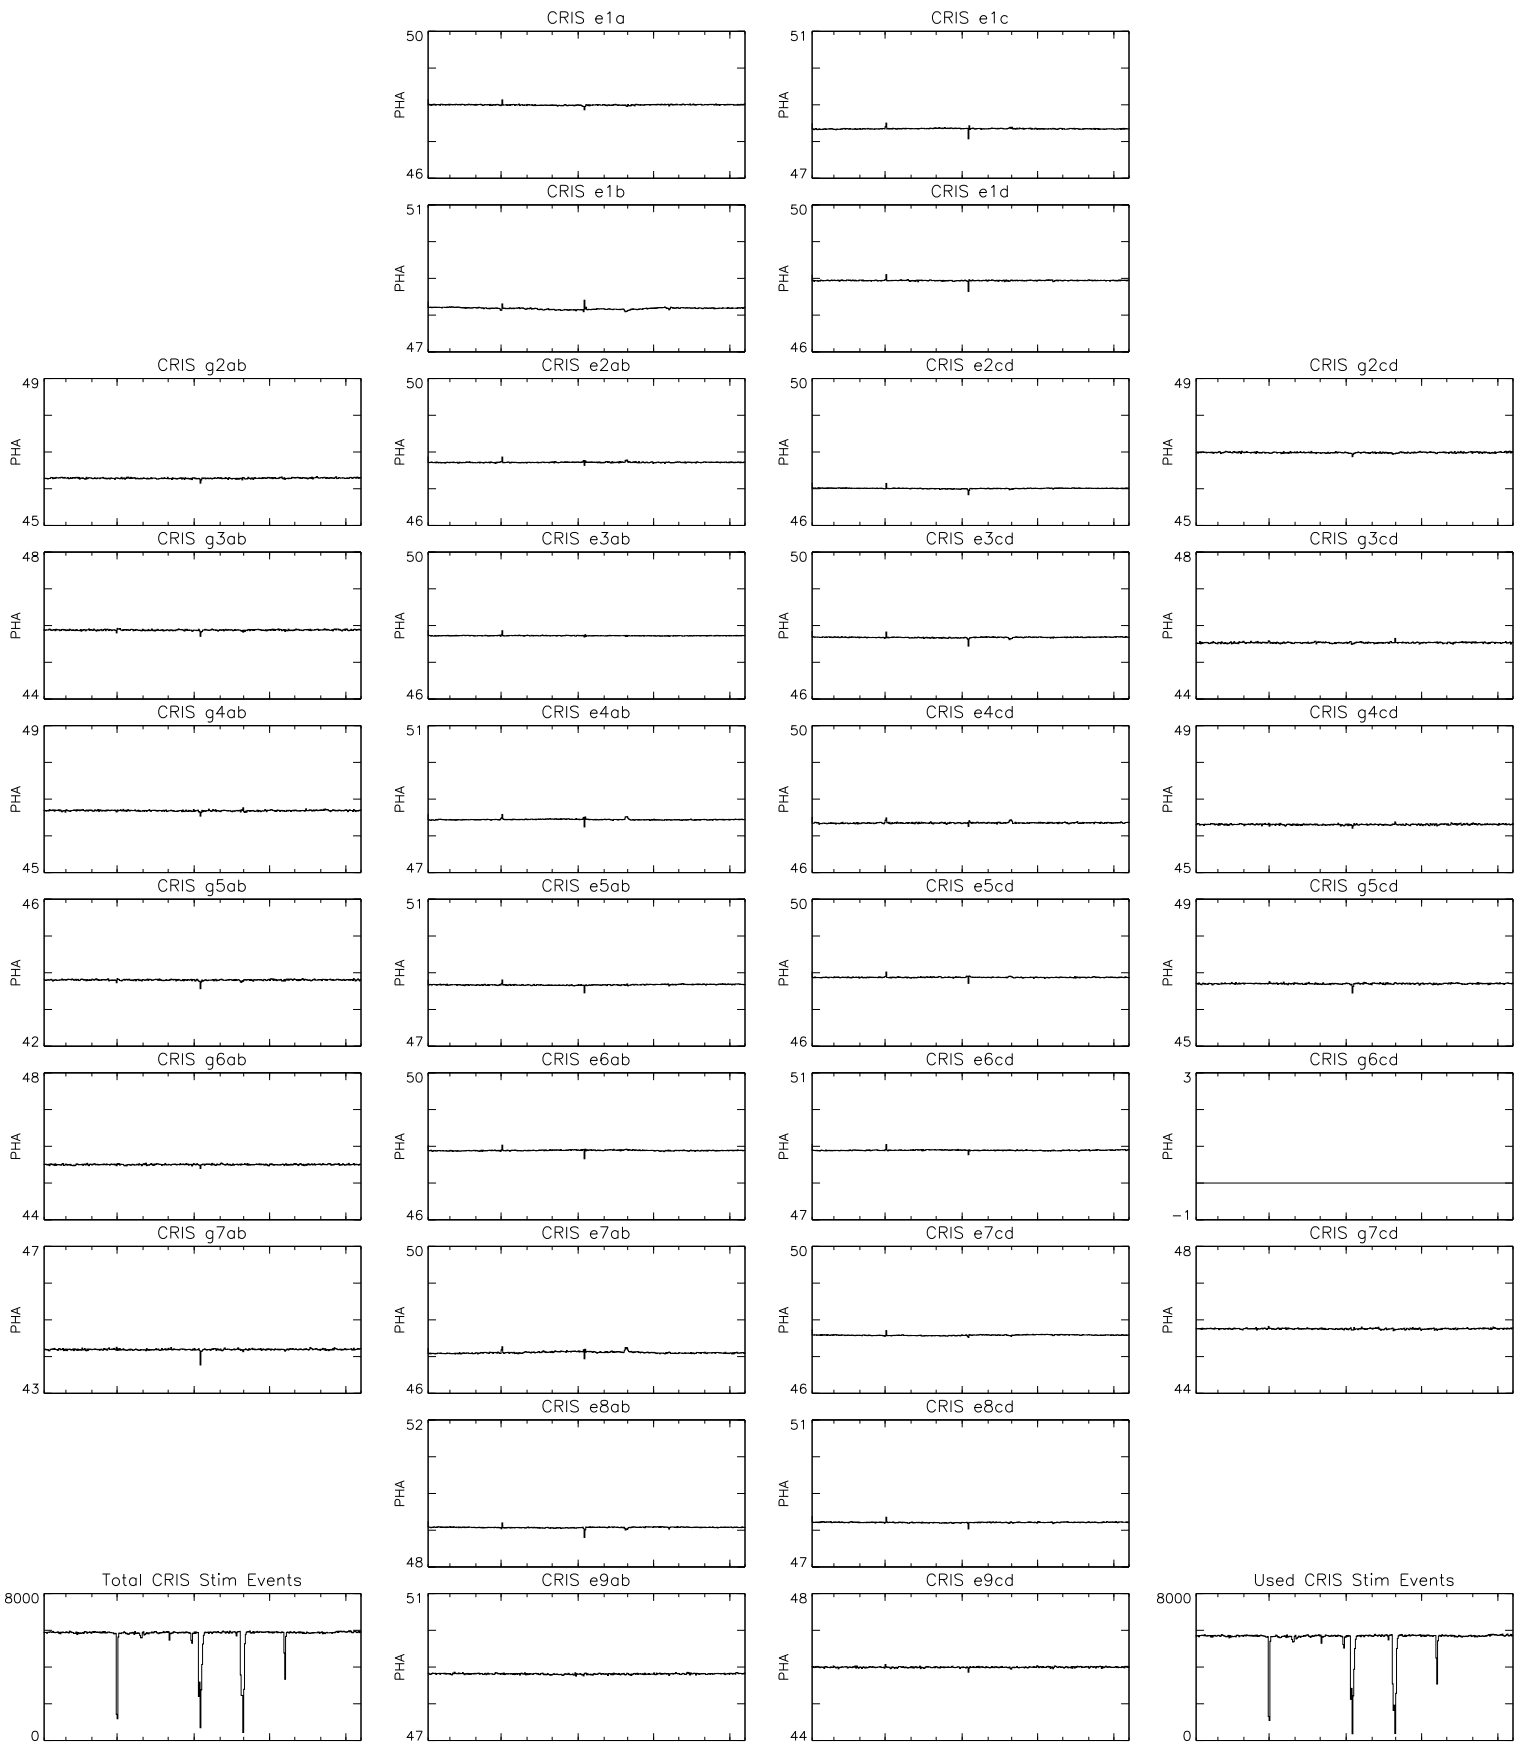 CRIS e1a
50
PHA
46
CRIS e1c
51
PHA
47
CRIS e1b
51
PHA
47
CRIS e1d
50
PHA
46
CRIS g2ab
49
PHA
45
CRIS e2ab
50
PHA
46
CRIS e2cd
50
PHA
46
CRIS g2cd
49
PHA
45
CRIS g3ab
48
PHA
44
CRIS e3ab
50
PHA
46
CRIS e3cd
50
PHA
46
CRIS g3cd
48
PHA
44
CRIS g4ab
49
PHA
45
CRIS e4ab
51
PHA
47
CRIS e4cd
50
PHA
46
CRIS g4cd
49
PHA
45
CRIS g5ab
46
PHA
42
CRIS e5ab
51
PHA
47
CRIS e5cd
50
PHA
46
CRIS g5cd
49
PHA
45
CRIS g6ab
48
PHA
44
CRIS e6ab
50
PHA
46
CRIS e6cd
51
PHA
47
CRIS g6cd
3
PHA
-1
CRIS g7ab
47
PHA
43
CRIS e7ab
50
PHA
46
CRIS e7cd
50
PHA
46
CRIS g7cd
48
PHA
44
CRIS e8ab
52
PHA
48
CRIS e8cd
51
PHA
47
Total CRIS Stim Events
8000
0
CRIS e9ab
51
PHA
47
CRIS e9cd
48
PHA
44
Used CRIS Stim Events
8000
0